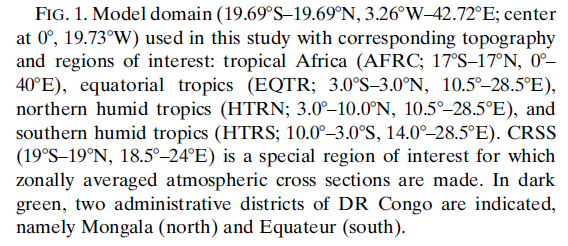 FIG. 1. Model domain (19.69°S–19.69°N, 3.26°W–42.72°E; center
at 0°, 19.73°W) used in this study with corresponding topography
and regions of interest: tropical Africa (AFRC; 17°S–17°N, 0°–
40°E), equatorial tropics (EQTR; 3.0°S–3.0°N, 10.5°–28.5°E),
northern humid tropics (HTRN; 3.0°–10.0°N, 10.5°–28.5°E), and
southern humid tropics (HTRS; 10.0°–3.0°S, 14.0°–28.5°E). CRSS
(19°S–19°N, 18.5°–24°E) is a special region of interest for which
zonally averaged atmospheric cross sections are made. In dark
green, two administrative districts of DR Congo are indicated,
namely Mongala (north) and Equateur (south).